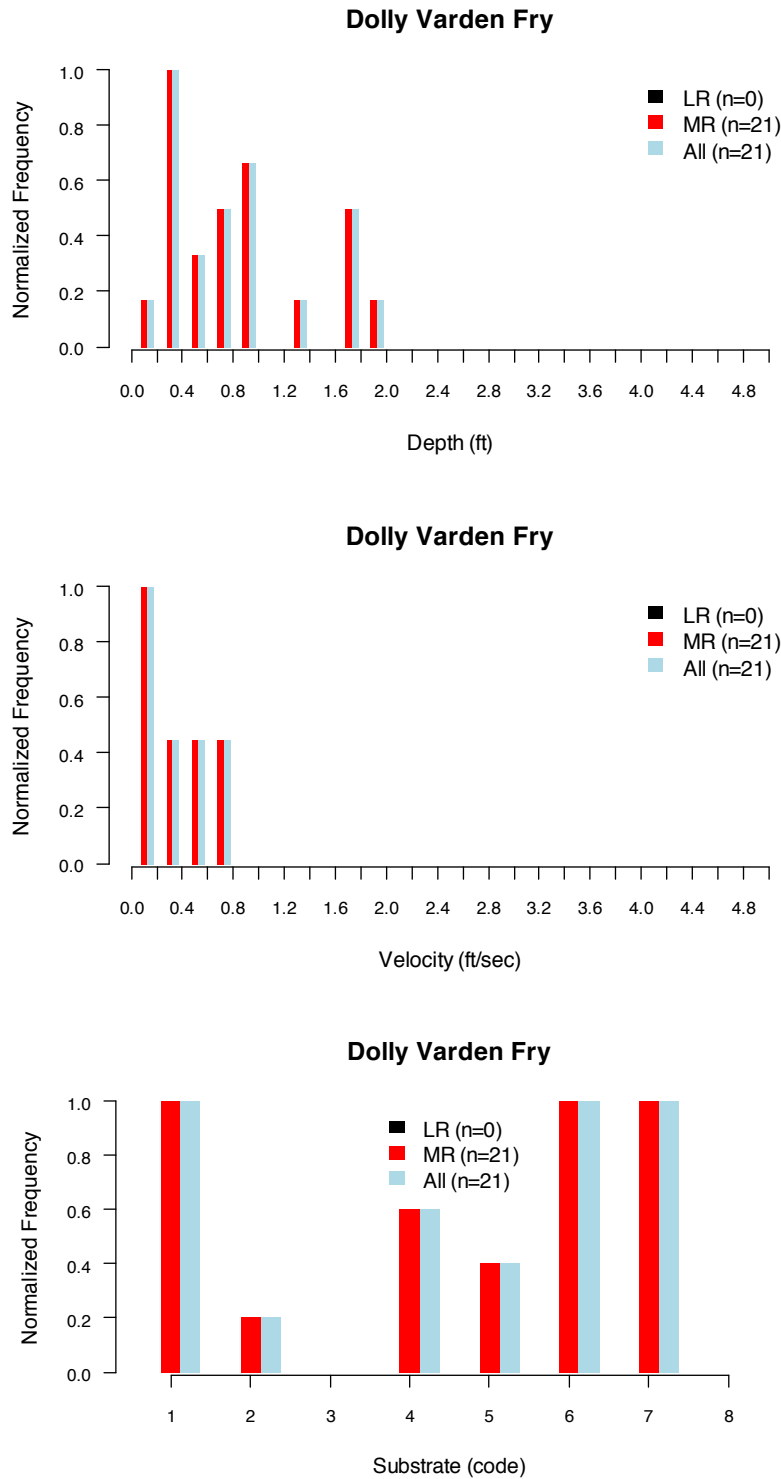 Dolly Varden Fry
Normalized Frequency
1.0
0.8
0.6
0.4
0.2
0.0
LR (n=0)
MR (n=21)
All (n=21)
0.0 0.4 0.8 1.2 1.6 2.0 2.4 2.8 3.2 3.6 4.0 4.4 4.8
Depth (ft)
Dolly Varden Fry
Normalized Frequency
1.0
0.8
0.6
0.4
0.2
0.0
LR (n=0)
MR (n=21)
All (n=21)
0.0 0.4 0.8 1.2 1.6 2.0 2.4 2.8 3.2 3.6 4.0 4.4 4.8
Velocity (ft/sec)
Dolly Varden Fry
Normalized Frequency
1.0
0.8
0.6
0.4
0.2
0.0
LR (n=0)
MR (n=21)
All (n=21)
1 2 3 4 5 6 7 8
Substrate (code)